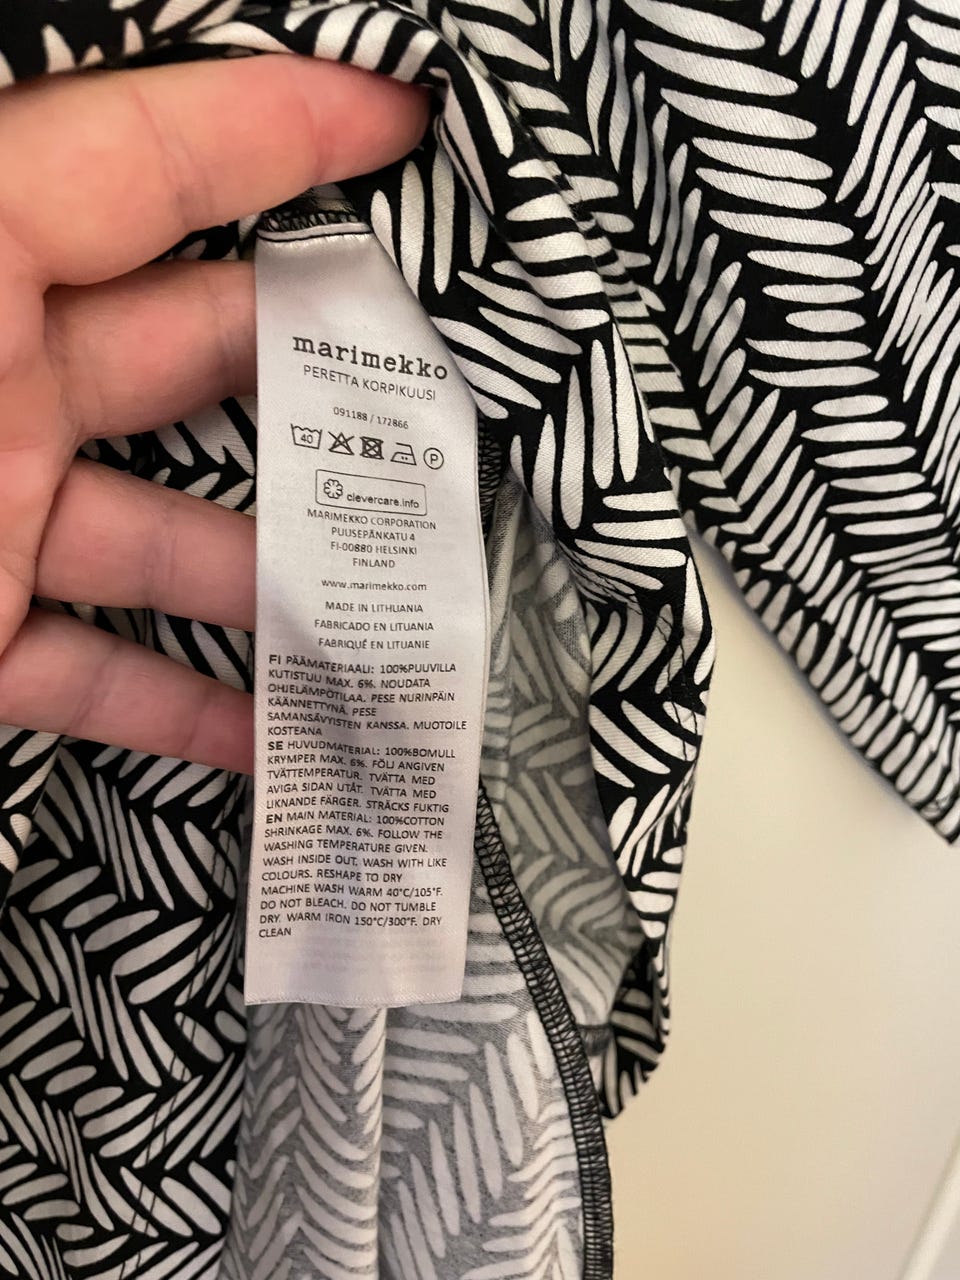 marimekko
PERETTA KORPIKUUSI
091188 / 172866
40 P
clevercare.info
MARIMEKKO CORPORATION
PUUSEPÄNKATU 4
FI-00880 HELSINKI
FINLAND
www.marimekko.com
MADE IN LITHUANIA
FABRICADO EN LITUANIA
FABRIQUÉ EN LITUANIE
FI PÄÄMATERIAALI: 100%PUUVILLA
KUTISTUU MAX. 6%. NOUDATA
OHJELÄMPÖTILAA. PESE NURINPÄIN
KÄÄNNETTYNÄ. PESE
SAMANSÄVYISTEN KANSSA. MUOTOILE
KOSTEANA
SE HUVUDMATERIAL: 100%BOMULL
KRYMPER MAX. 6%. FÖLJ ANGIVEN
TVÄTTEMPERATUR. TVÄTTA MED
AVIGA SIDAN UTÅT. TVÄTTA MED
LIKNANDE FÄRGER. STRÄCKS FUKTIG
EN MAIN MATERIAL: 100%COTTON
SHRINKAGE MAX. 6%. FOLLOW THE
WASHING TEMPERATURE GIVEN.
WASH INSIDE OUT. WASH WITH LIKE
COLOURS. RESHAPE TO DRY
MACHINE WASH WARM 40°C/105°F.
DO NOT BLEACH. DO NOT TUMBLE
DRY. WARM IRON 150°C/300°F. DRY
CLEAN